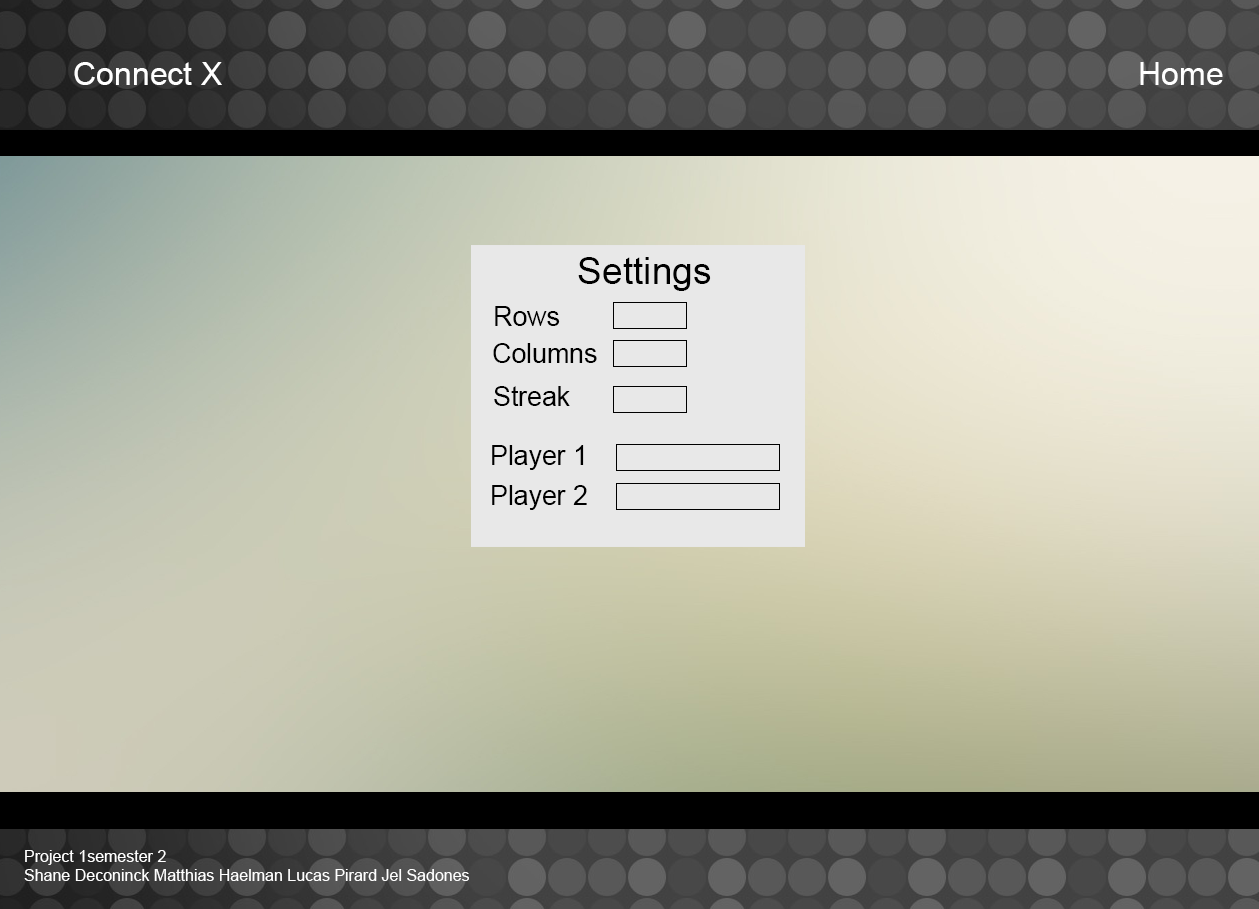 Connect X
Home
Settings
Rows
Columns
Streak
Player 1
Player 2
Project 1semester 2
Shane Deconinck Matthias Haelman Lucas Pirard Jel Sadones